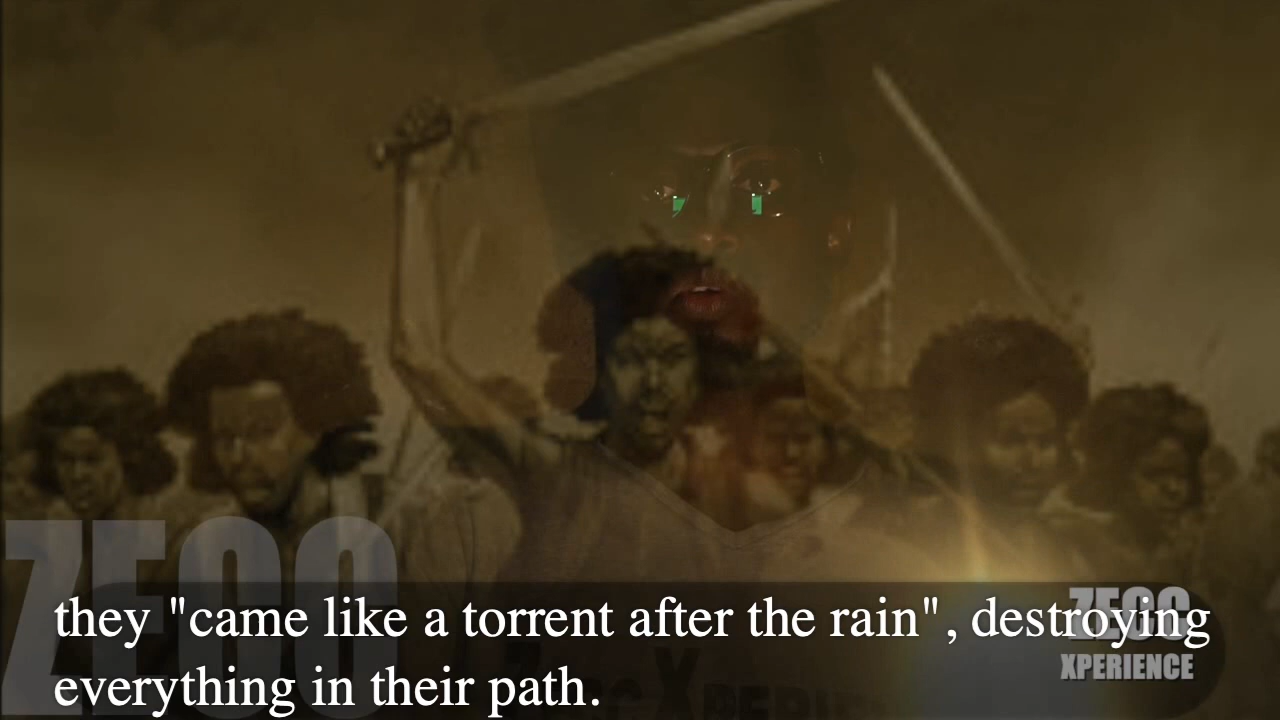 ZEOO
they "came like a torrent after the rain", destroying
everything in their path.
XPERIENCE